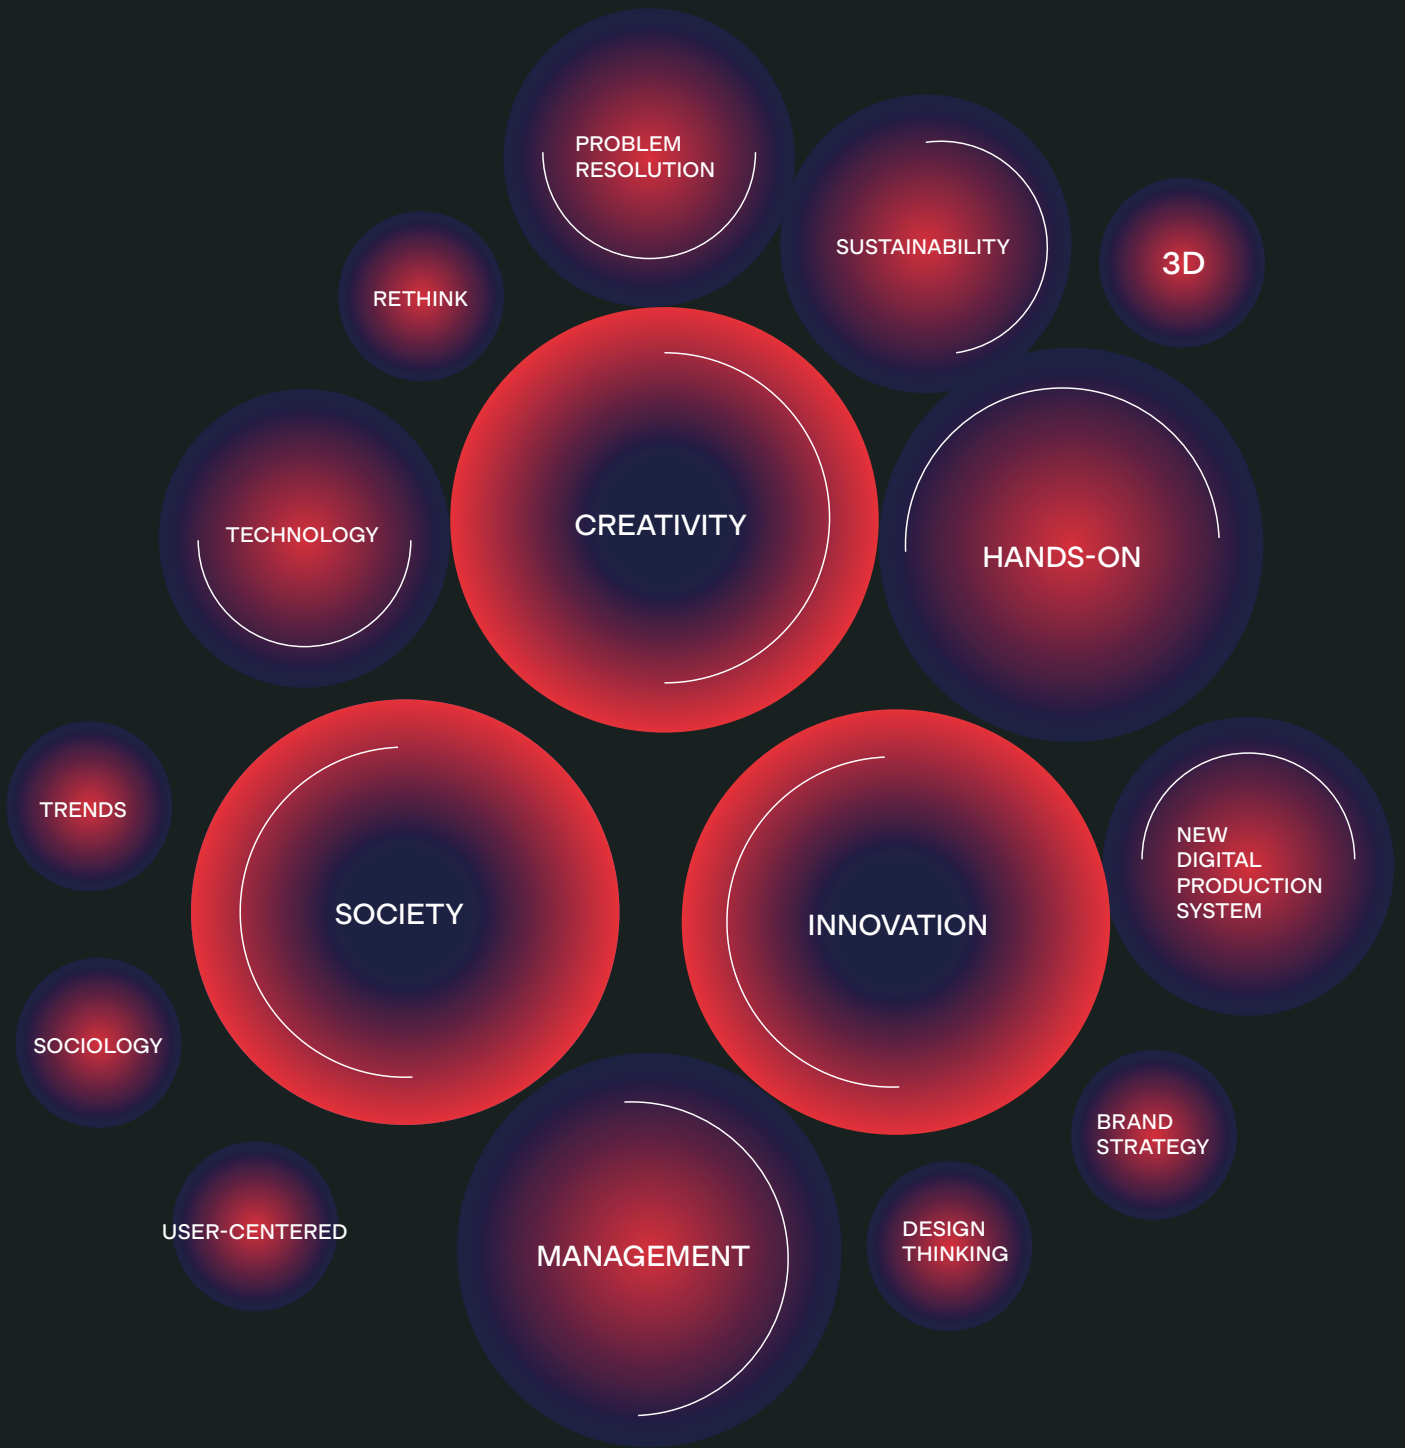 PROBLEM
RESOLUTION
SUSTAINABILITY
3D
RETHINK
TECHNOLOGY
CREATIVITY
HANDS-ON
TRENDS
SOCIETY
INNOVATION
NEW
DIGITAL
PRODUCTION
SYSTEM
SOCIOLOGY
BRAND
STRATEGY
USER-CENTERED
MANAGEMENT
DESIGN
THINKING